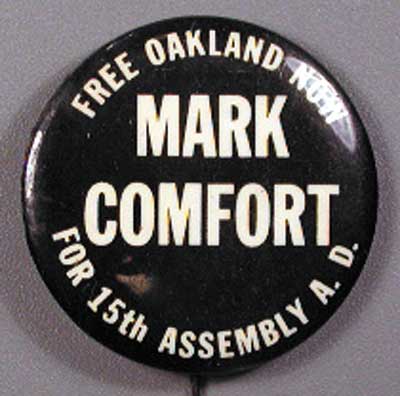 FREE OAKLAND NOW
MARK
COMFORT
FOR 15th ASSEMBLY A. D.